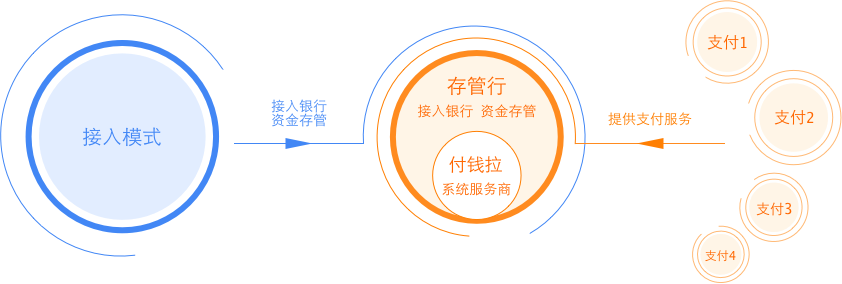 接入模式
接入银行
资金存管
存管行
接入银行 资金存管
付钱拉
系统服务商
提供支付服务
支付1
支付2
支付3
支付4